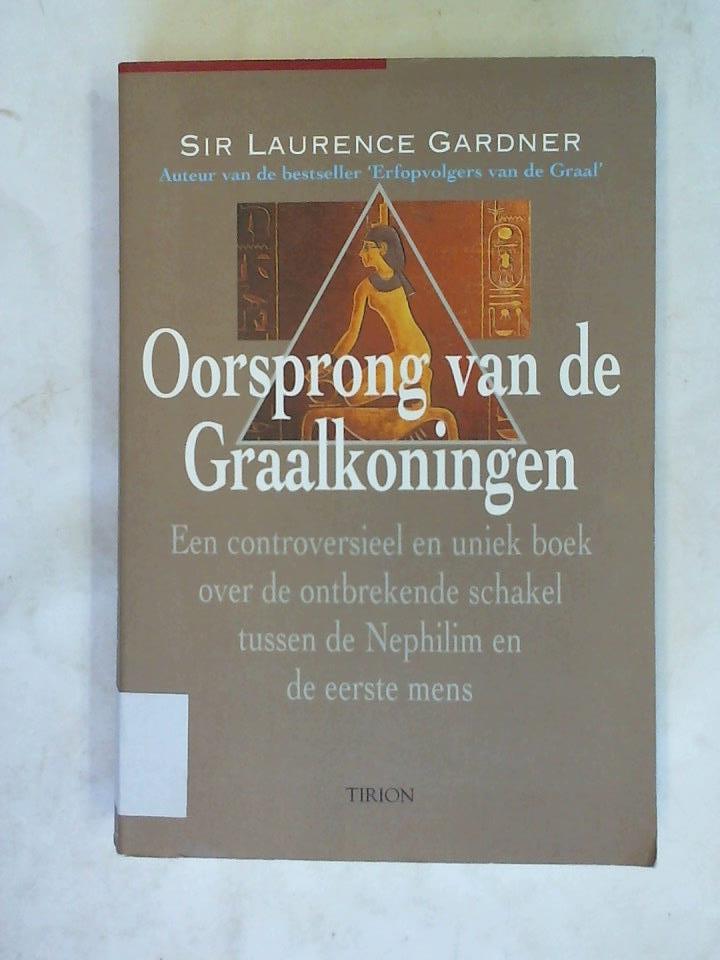 SIR LAURENCE GARDNER
Auteur van de bestseller 'Erfopvolgers van de Graal'
Oorsprong van de
Graalkoningen
Een controversieel en uniek boek
over de ontbrekende schakel
tussen de Nephilim en
de eerste mens
TIRION